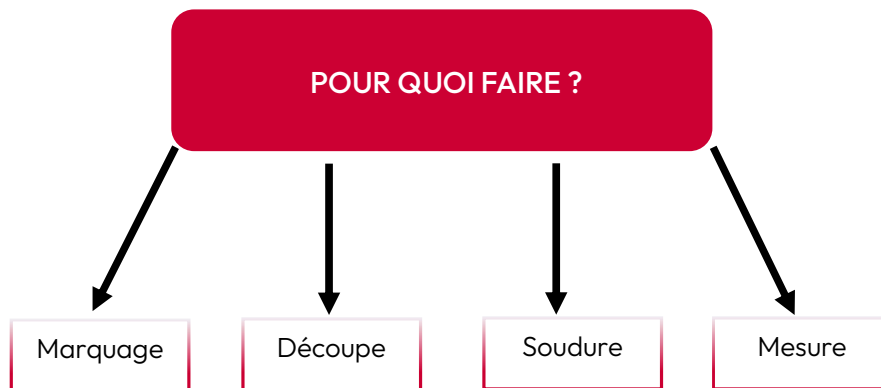 POUR QUOI FAIRE ?
Marquage
Découpe
Soudure
Mesure